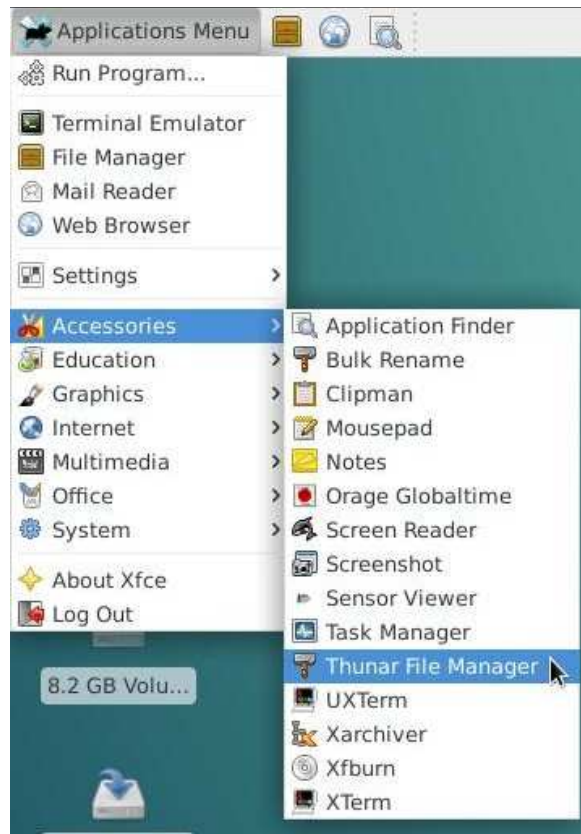 Applications Menu
Run Program...
Terminal Emulator
File Manager
Mail Reader
Web Browser
Settings
Accessories
Education
Graphics
Internet
Multimedia
Office
System
About Xfce
Log Out
Application Finder
Bulk Rename
Clipman
Mousepad
Notes
Orage Globaltime
Screen Reader
Screenshot
Sensor Viewer
Task Manager
Thunar File Manager
UXTerm
Xarchiver
Xfburn
XTerm
8.2 GB Volu...